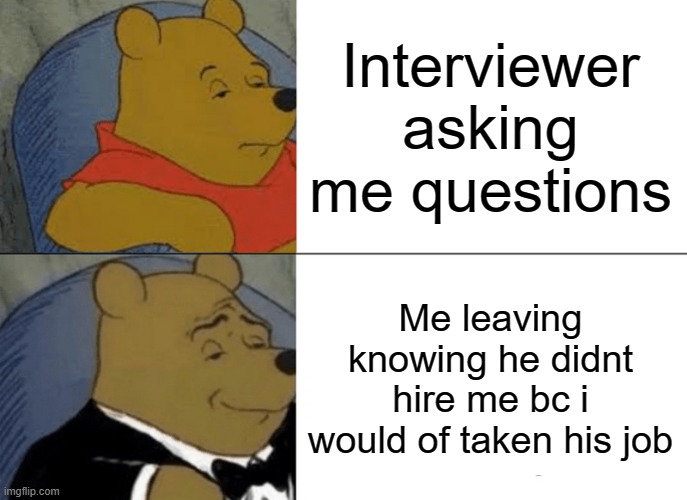 Interviewer
asking
me questions
Me leaving
knowing he didnt
hire me bc i
would of taken his job
imgflip.com